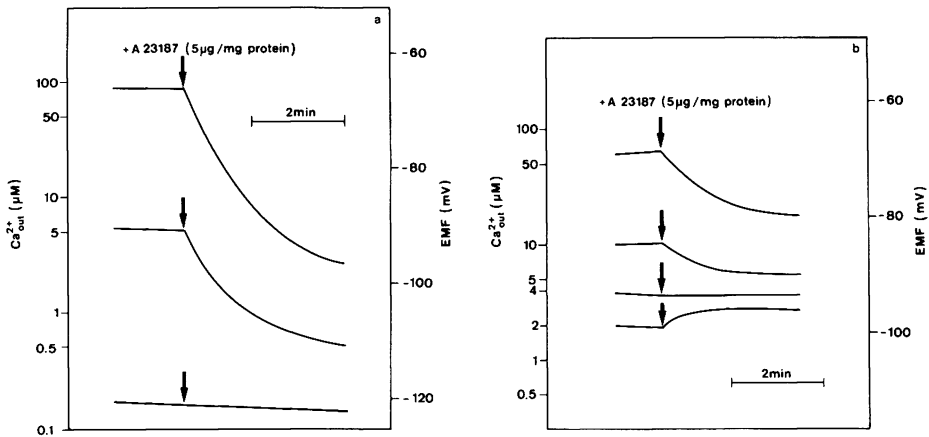 a
+ A 23187 (5µg/mg protein)
2min
100
50
10
5
1
0.5
0.1
Ca2+out (µM)
-60
-80
-100
-120
EMF (mV)
b
+ A 23187 (5µg/mg protein)
2min
100
50
10
5
4
2
1
0.5
Ca2+out (µM)
-60
-80
-100
EMF (mV)